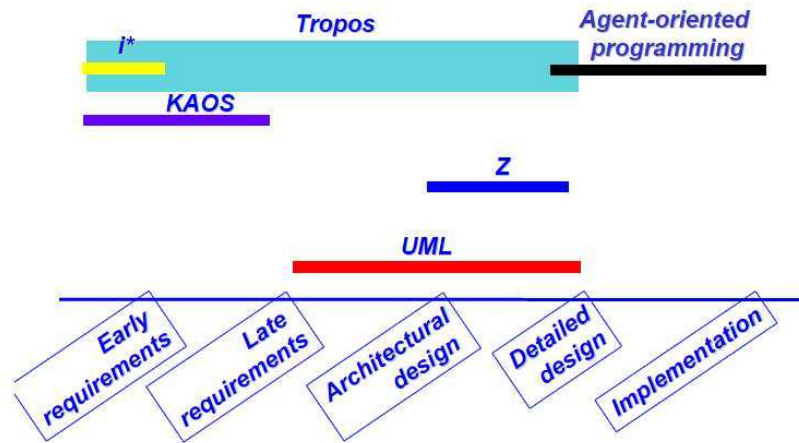 Tropos
Agent-oriented
programming
i*
KAOS
Z
UML
Early
requirements
Late
requirements
Architectural
design
Detailed
design
Implementation